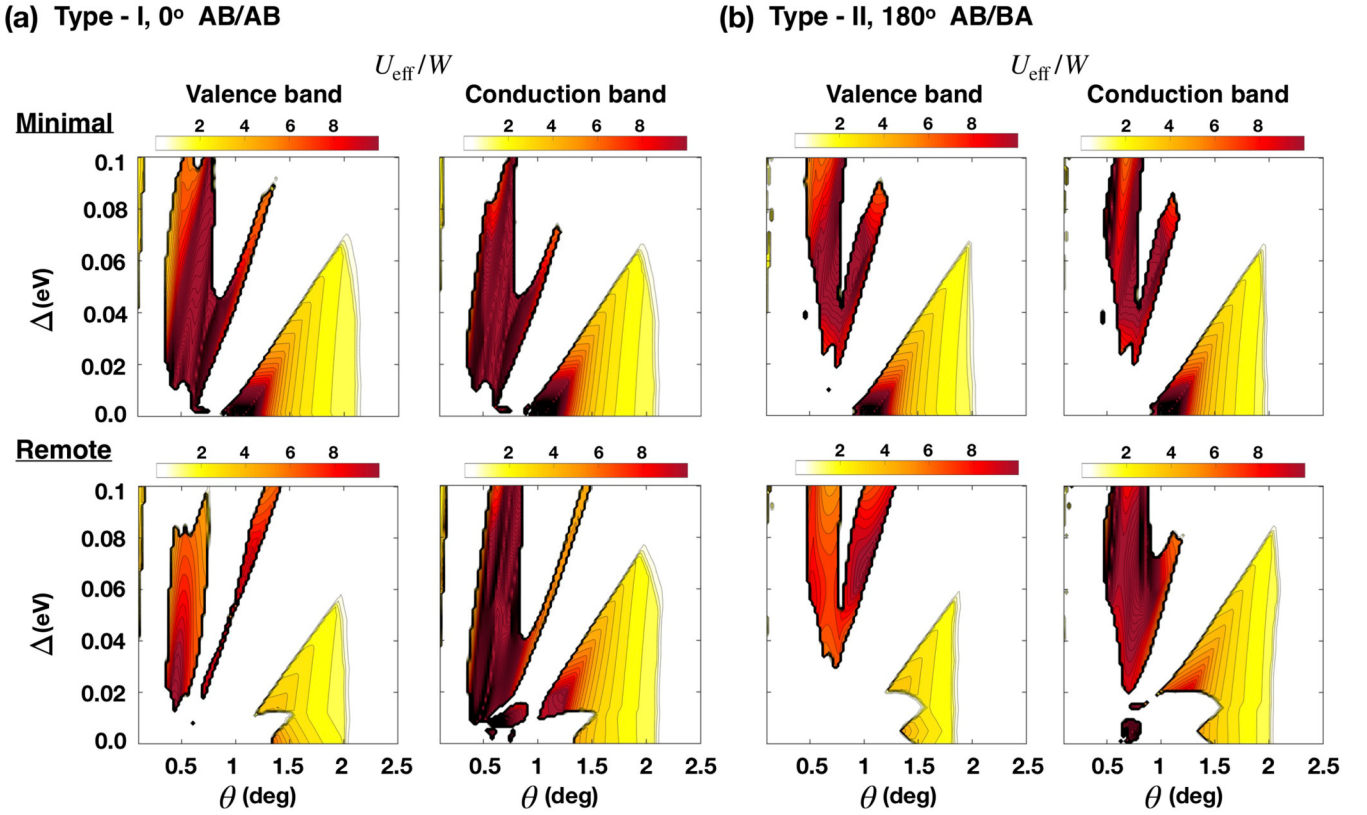 (a) Type - I, 0º AB/AB
(b) Type - II, 180º AB/BA
U_eff/W
U_eff/W
Valence band
Conduction band
Valence band
Conduction band
Minimal
2 4 6 8
2 4 6 8
2 4 6 8
2 4 6 8
0.1
0.08
0.06
Δ(eV)
0.04
0.02
0.0
Remote
2 4 6 8
2 4 6 8
2 4 6 8
2 4 6 8
0.1
0.08
0.06
Δ(eV)
0.04
0.02
0.0
0.5 1 1.5 2 2.5
0.5 1 1.5 2 2.5
0.5 1 1.5 2 2.5
0.5 1 1.5 2 2.5
θ (deg)
θ (deg)
θ (deg)
θ (deg)